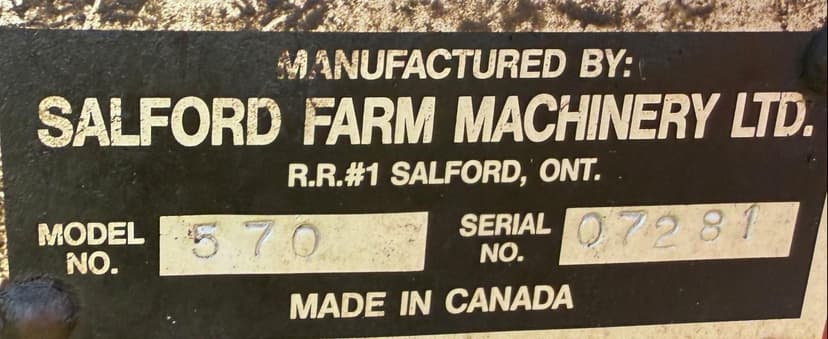 MANUFACTURED BY:
SALFORD FARM MACHINERY LTD.
R.R.#1 SALFORD, ONT.
MODEL NO. 570 SERIAL NO. 07281
MADE IN CANADA